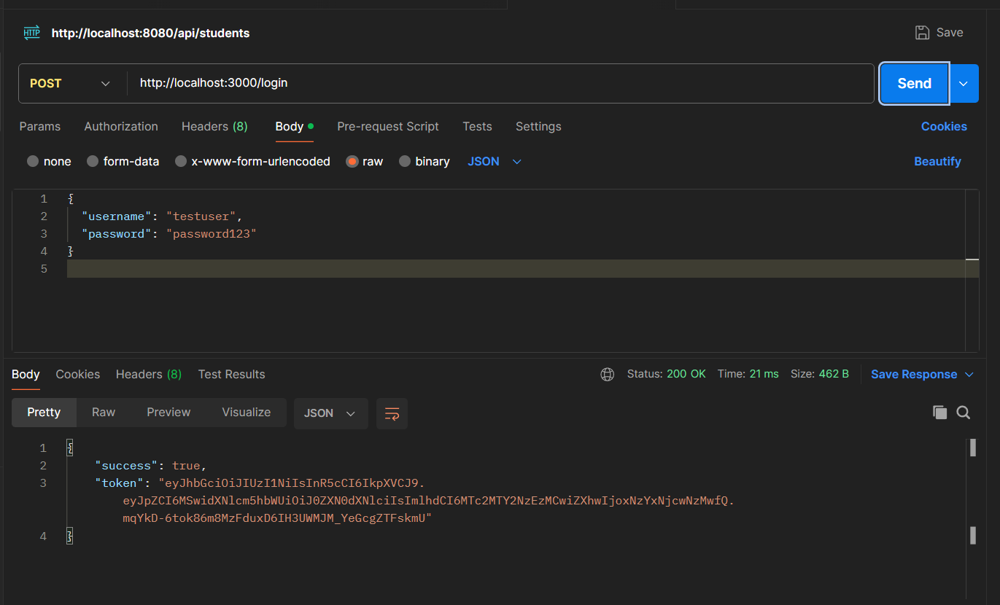 HTTP http://localhost:8080/api/students Save
POST http://localhost:3000/login Send
Params Authorization Headers (8) Body Pre-request Script Tests Settings Cookies
none form-data x-www-form-urlencoded raw binary JSON Beautify
1 {
2 "username": "testuser",
3 "password": "password123"
4 }
5
Body Cookies Headers (8) Test Results Status: 200 OK Time: 21 ms Size: 462 B Save Response
Pretty Raw Preview Visualize JSON
1 {
2 "success": true,
3 "token": "eyJhbGciOiJIUzI1NiIsInR5cCI6IkpXVCJ9.
eyJpZCI6MSwidXNlcm5hbWUiOiJ0ZXN0dXNlciIsImlhdCI6MTc2MTY2NzEzMCwiZXhwIjoxNzYxNjcwNzMwfQ.
mqYkD-6tok86m8MzFduxD6IH3UWMJM_YeGcgZTFskmU"
4 }